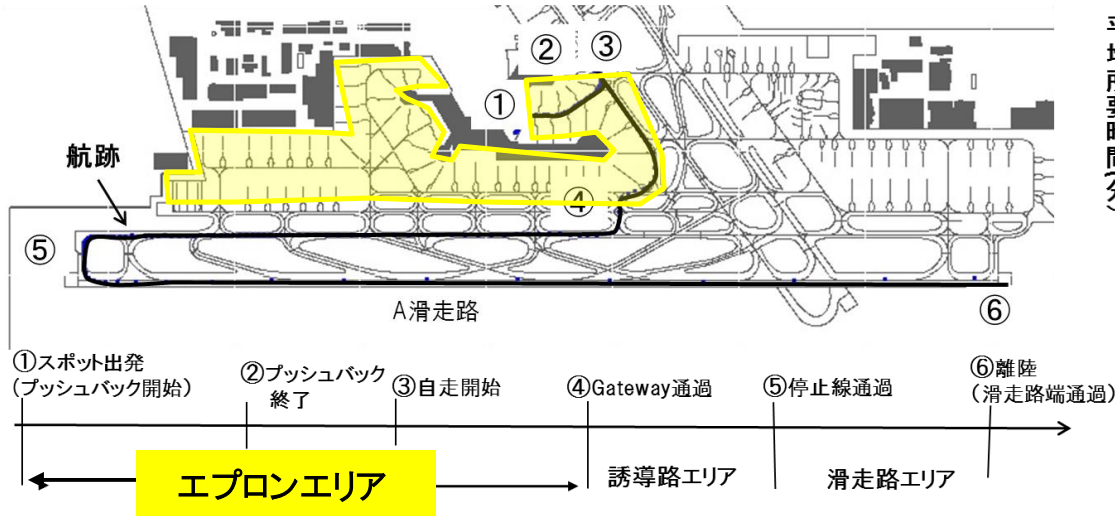 ②
③
①
航跡
④
⑤
A滑走路
⑥
①スポット出発
(プッシュバック開始)
②プッシュバック
終了
③自走開始
④Gateway通過
⑤停止線通過
⑥離陸
(滑走路端通過)
エプロンエリア
誘導路エリア
滑走路エリア